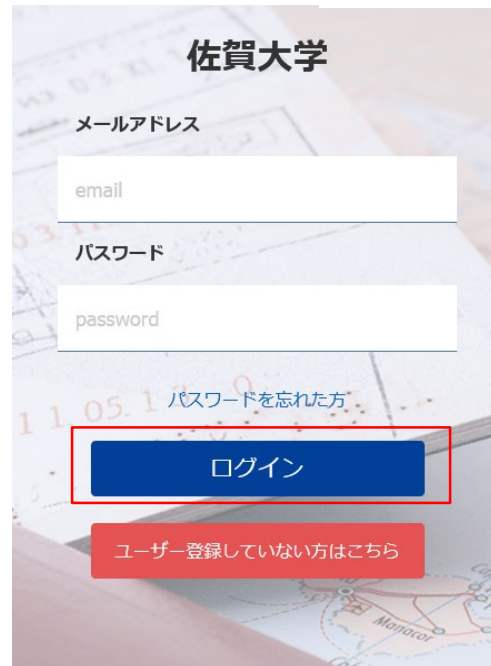 佐賀大学
メールアドレス
email
パスワード
password
パスワードを忘れた方
ログイン
ユーザー登録していない方はこちら
Manacor